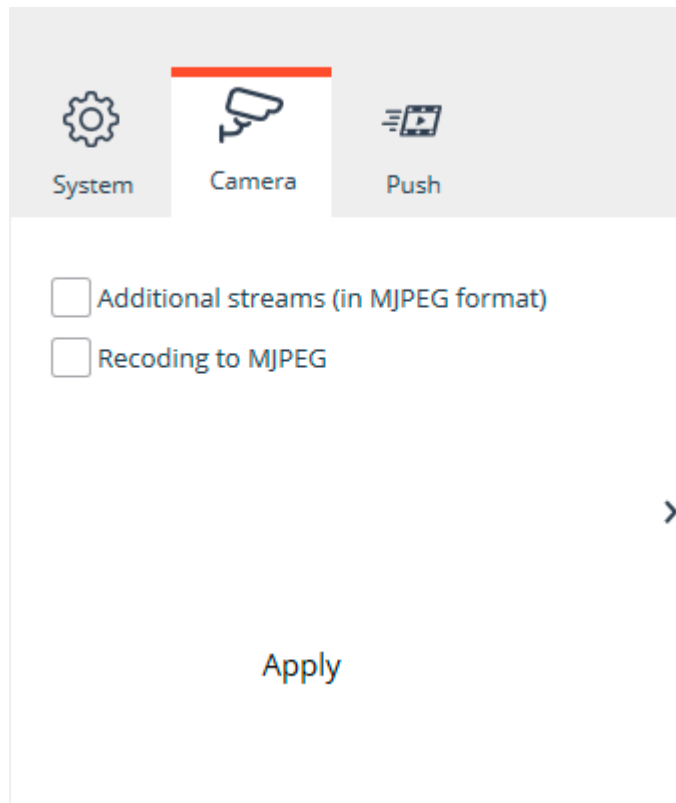 System
Camera
Push
Additional streams (in MJPEG format)
Recoding to MJPEG
Apply